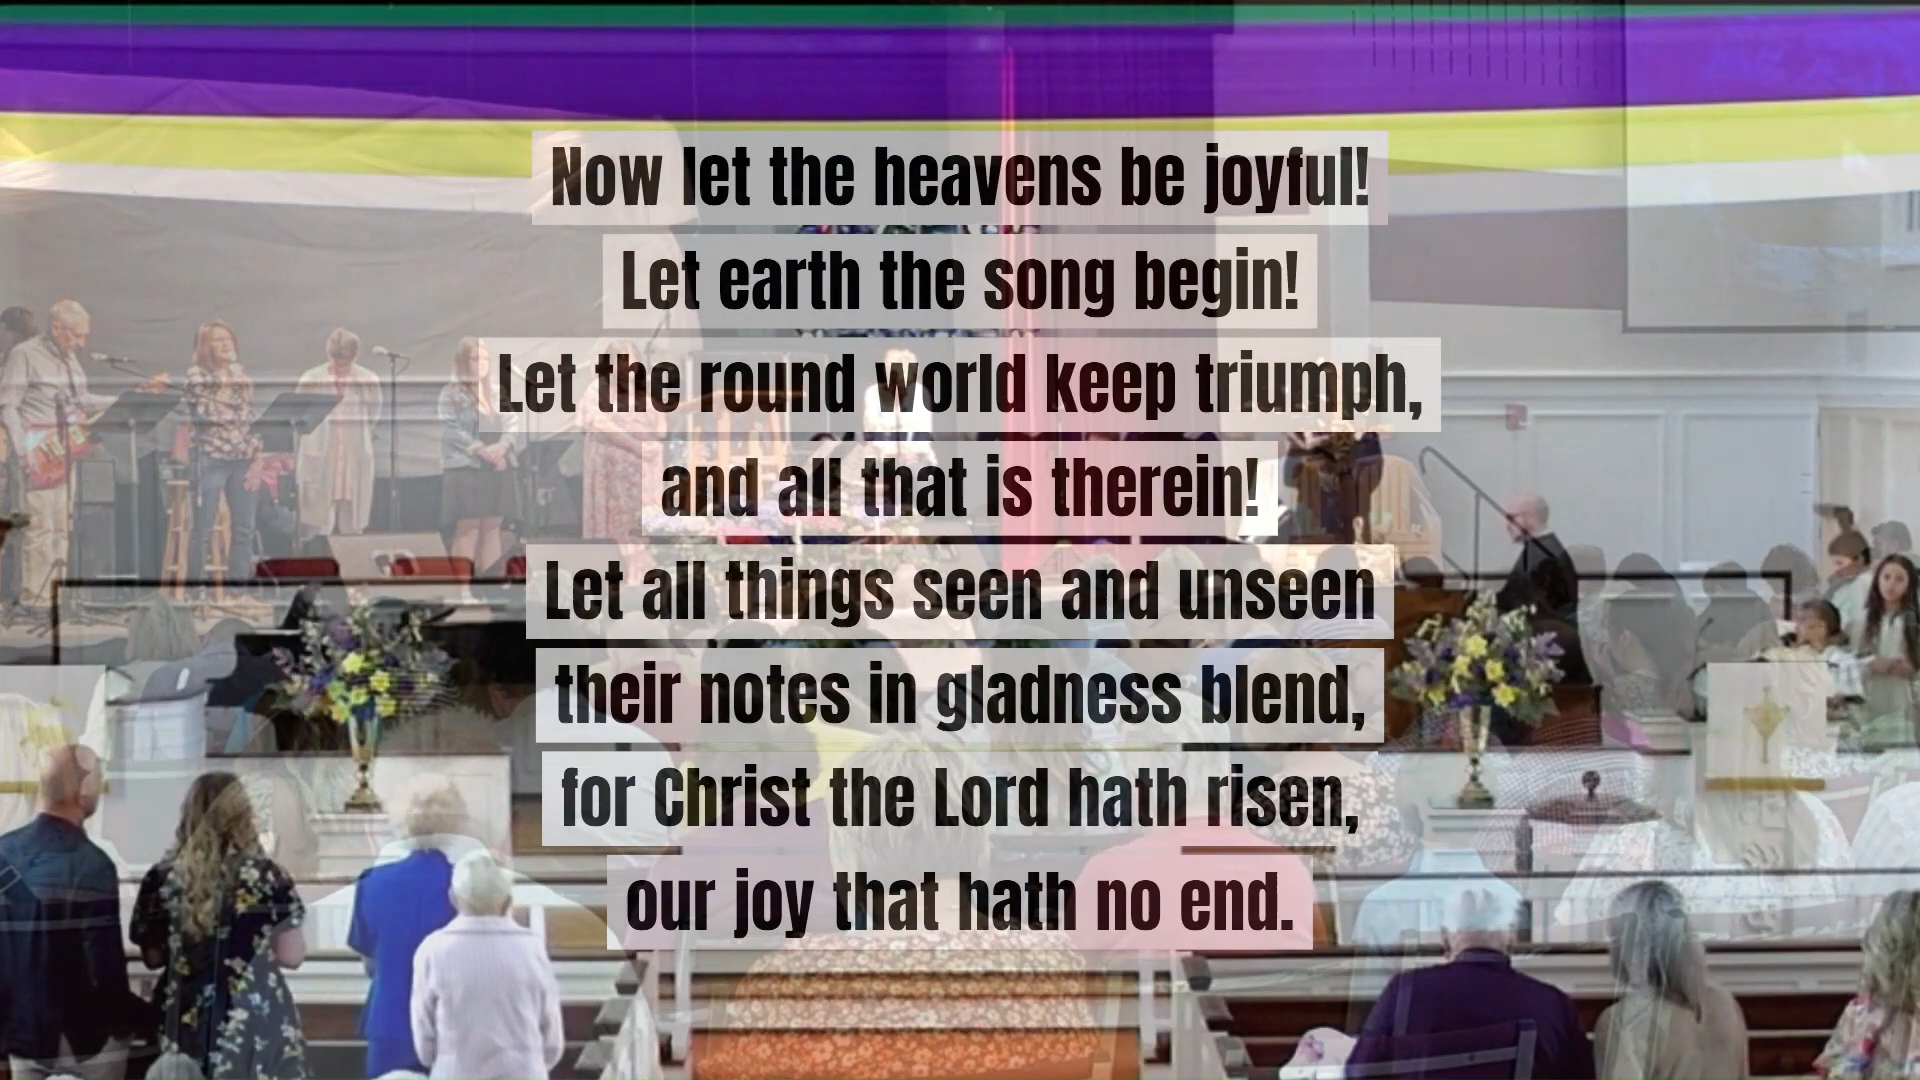 Now let the heavens be joyful!
Let earth the song begin!
Let the round world keep triumph,
and all that is therein!
Let all things seen and unseen
their notes in gladness blend,
for Christ the Lord hath risen,
our joy that hath no end.